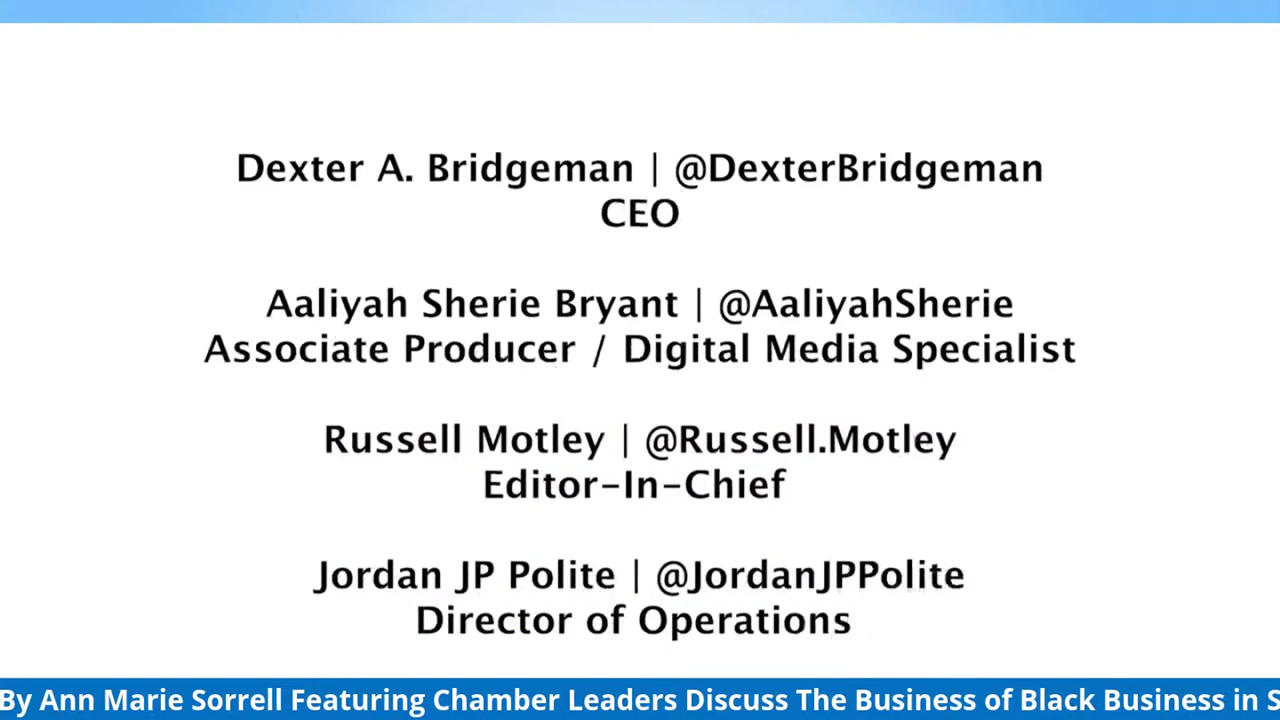 Dexter A. Bridgeman | @DexterBridgeman
CEO
Aaliyah Sherie Bryant | @AaliyahSherie
Associate Producer / Digital Media Specialist
Russell Motley | @Russell.Motley
Editor-In-Chief
Jordan JP Polite | @JordanJPPolite
Director of Operations
By Ann Marie Sorrell Featuring Chamber Leaders Discuss The Business of Black Business in S